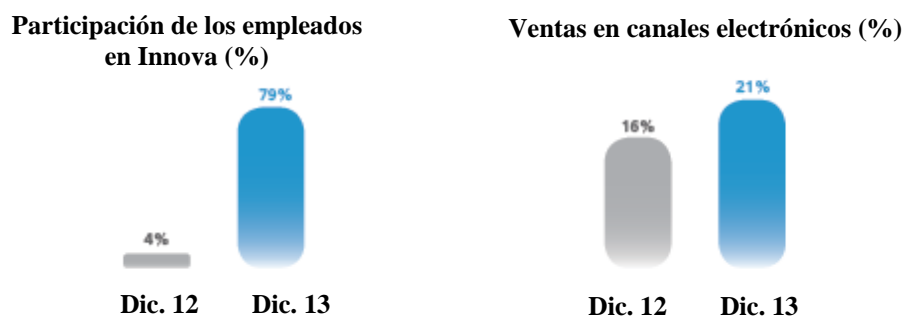 Participación de los empleados
en Innova (%)
79%
4%
Dic. 12 Dic. 13
Ventas en canales electrónicos (%)
21%
16%
Dic. 12 Dic. 13